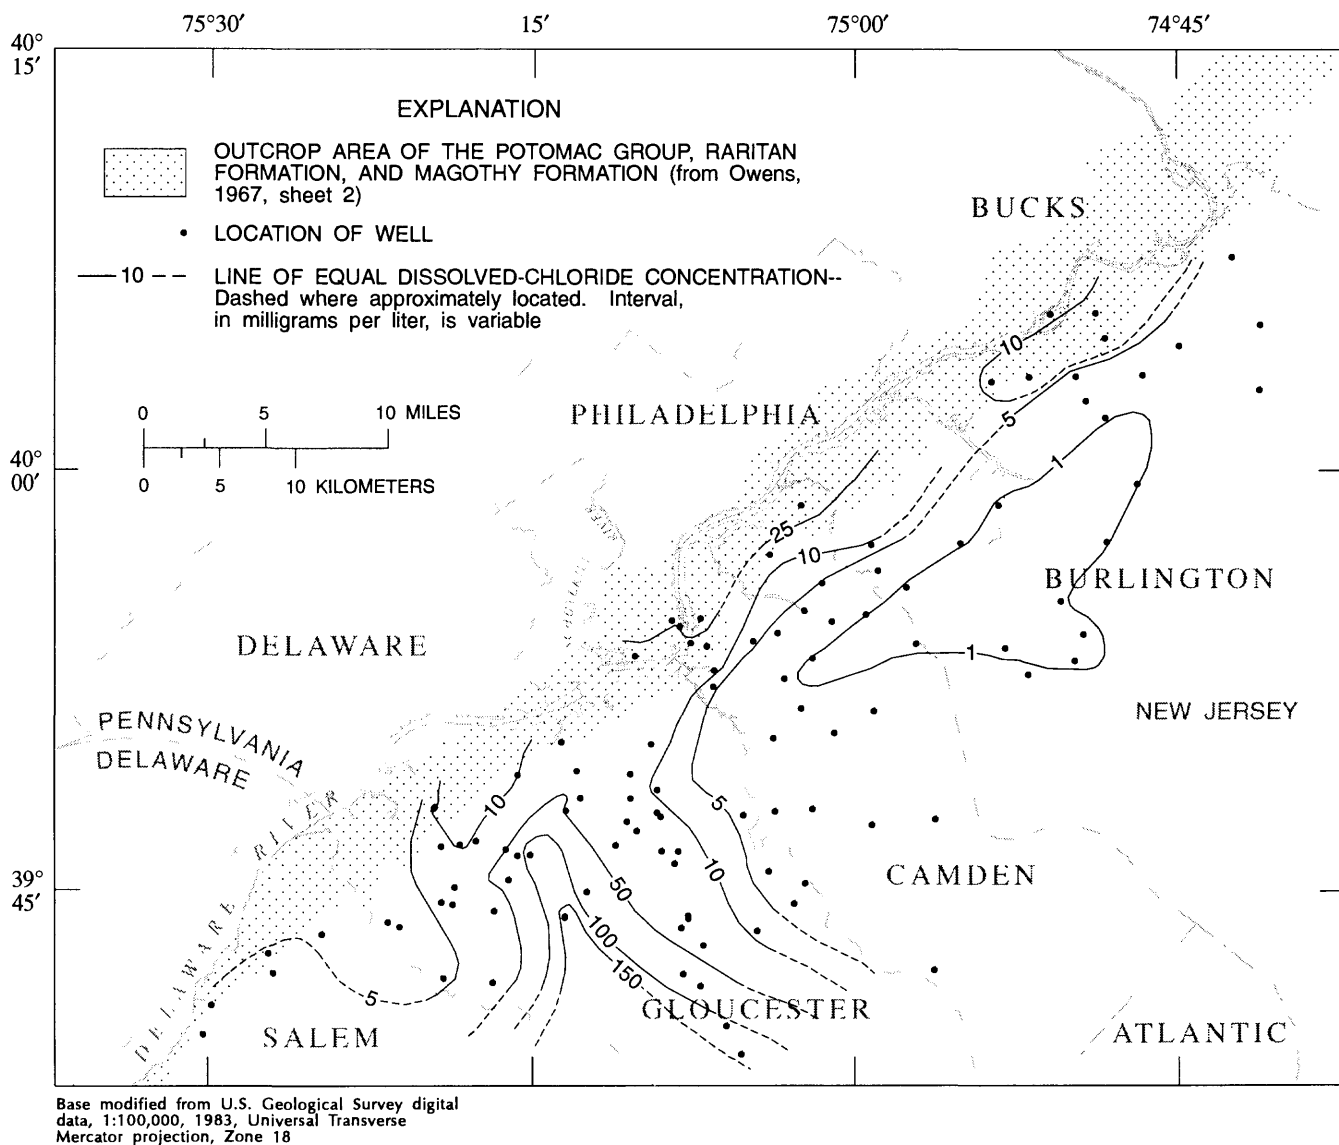 75°30′ 15′ 75°00′ 74°45′
40°
15′
EXPLANATION
OUTCROP AREA OF THE POTOMAC GROUP, RARITAN
FORMATION, AND MAGOTHY FORMATION (from Owens,
1967, sheet 2)
LOCATION OF WELL
10
LINE OF EQUAL DISSOLVED-CHLORIDE CONCENTRATION--
Dashed where approximately located. Interval,
in milligrams per liter, is variable
BUCKS
10
0 5 10 MILES
PHILADELPHIA
5
40°
00′
0 5 10 KILOMETERS
1
25
10
BURLINGTON
DELAWARE
1
NEW JERSEY
PENNSYLVANIA
DELAWARE
10
5
10
CAMDEN
39°
45′
50
100
150
5
GLOUCESTER
DELAWARE RIVER
SALEM
ATLANTIC
Base modified from U.S. Geological Survey digital
data, 1:100,000, 1983, Universal Transverse
Mercator projection, Zone 18